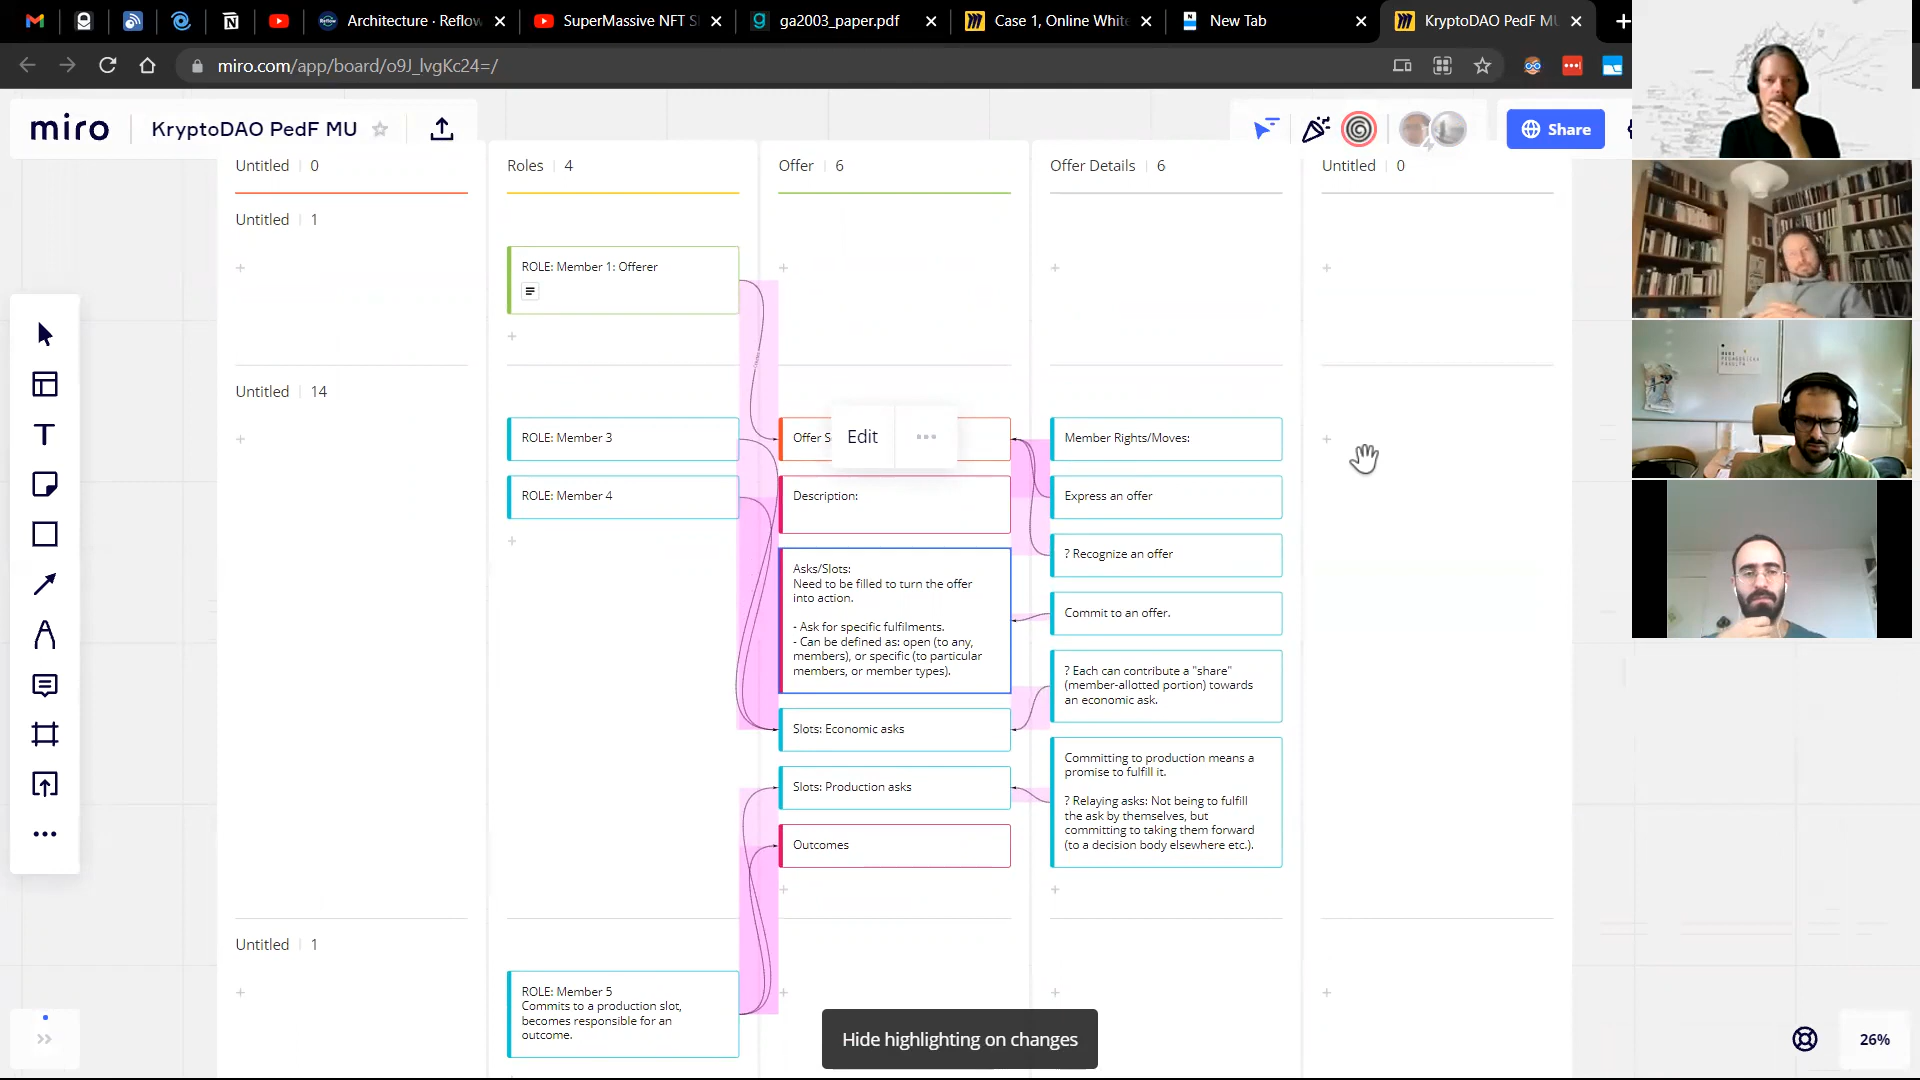 Architecture · Reflow
SuperMassive NFT S
ga2003_paper.pdf
Case 1, Online White
New Tab
KryptoDAO PedF MU
miro.com/app/board/o9J_lvgKc24=/
miro
KryptoDAO PedF MU
Share
Untitled 0
Roles 4
Offer 6
Offer Details 6
Untitled 0
Untitled 1
ROLE: Member 1: Offerer
Untitled 14
ROLE: Member 3
Offer S
Edit
Member Rights/Moves:
ROLE: Member 4
Description:
Express an offer
? Recognize an offer
Asks/Slots:
Need to be filled to turn the offer
into action.
- Ask for specific fulfilments.
- Can be defined as: open (to any,
members), or specific (to particular
members, or member types).
Commit to an offer.
? Each can contribute a "share"
(member-allotted portion) towards
an economic ask.
Slots: Economic asks
Slots: Production asks
Committing to production means a
promise to fulfill it.
? Relaying asks: Not being to fulfill
the ask by themselves, but
committing to taking them forward
(to a decision body elsewhere etc.).
Outcomes
Untitled 1
ROLE: Member 5
Commits to a production slot,
becomes responsible for an
outcome.
Hide highlighting on changes
26%